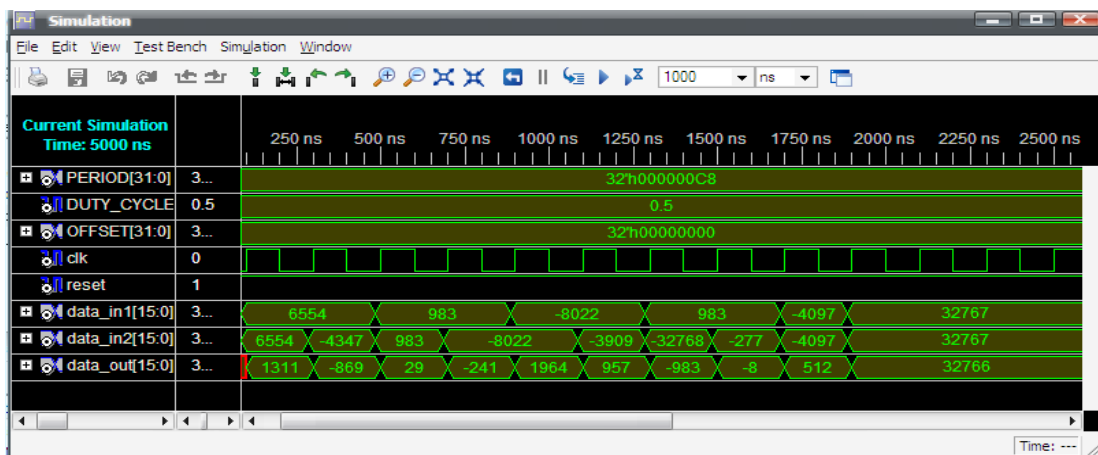 Simulation
File Edit View Test Bench Simulation Window
1000 ns
Current Simulation
Time: 5000 ns
250 ns 500 ns 750 ns 1000 ns 1250 ns 1500 ns 1750 ns 2000 ns 2250 ns 2500 ns
PERIOD[31:0] 3... 32'h000000C8
DUTY_CYCLE 0.5 0.5
OFFSET[31:0] 3... 32'h00000000
clk 0
reset 1
data_in1[15:0] 3... 6554 983 -8022 983 -4097 32767
data_in2[15:0] 3... 6554 -4347 983 -8022 -3909 -32768 -277 -4097 32767
data_out[15:0] 3... 1311 -869 29 -241 1964 957 -983 -8 512 32766
Time: ---